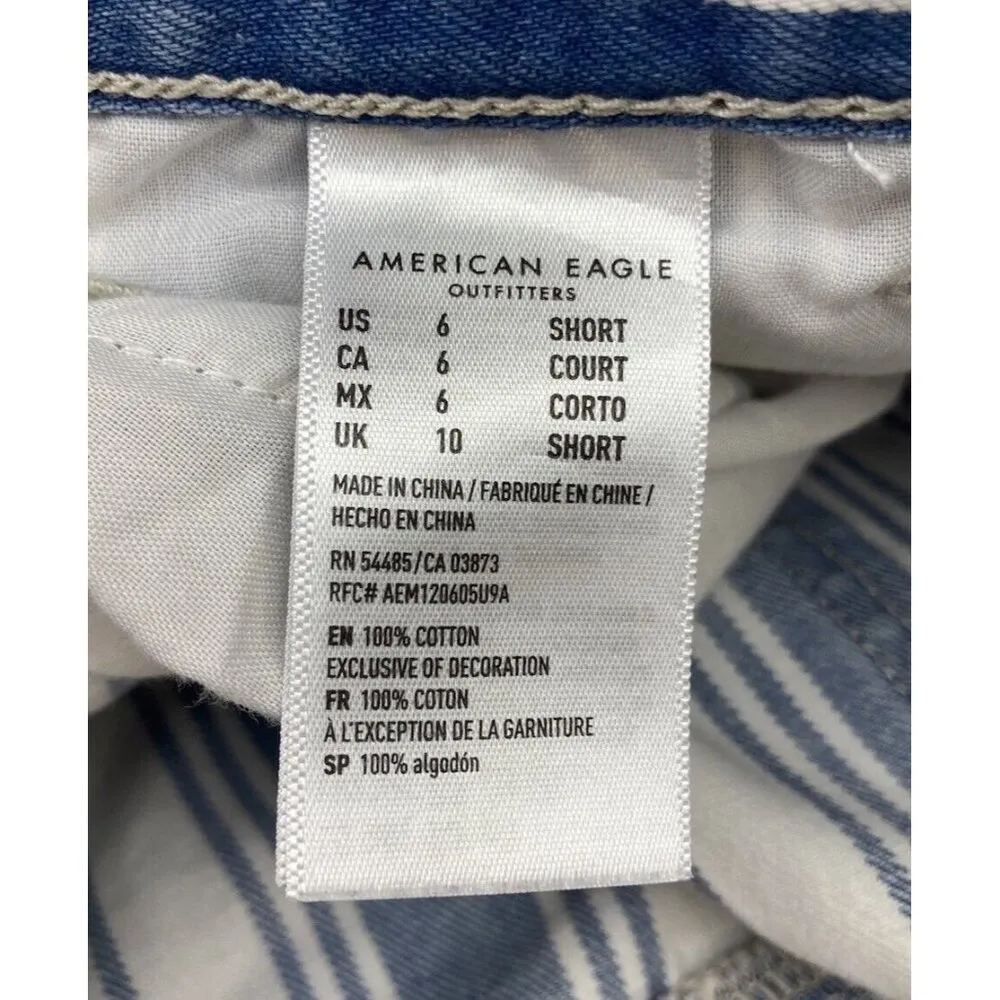 AMERICAN EAGLE
OUTFITTERS
US 6 SHORT
CA 6 COURT
MX 6 CORTO
UK 10 SHORT
MADE IN CHINA / FABRIQUÉ EN CHINE /
HECHO EN CHINA
RN 54485/CA 03873
RFC# AEM120605U9A
EN 100% COTTON
EXCLUSIVE OF DECORATION
FR 100% COTON
À L'EXCEPTION DE LA GARNITURE
SP 100% algodón